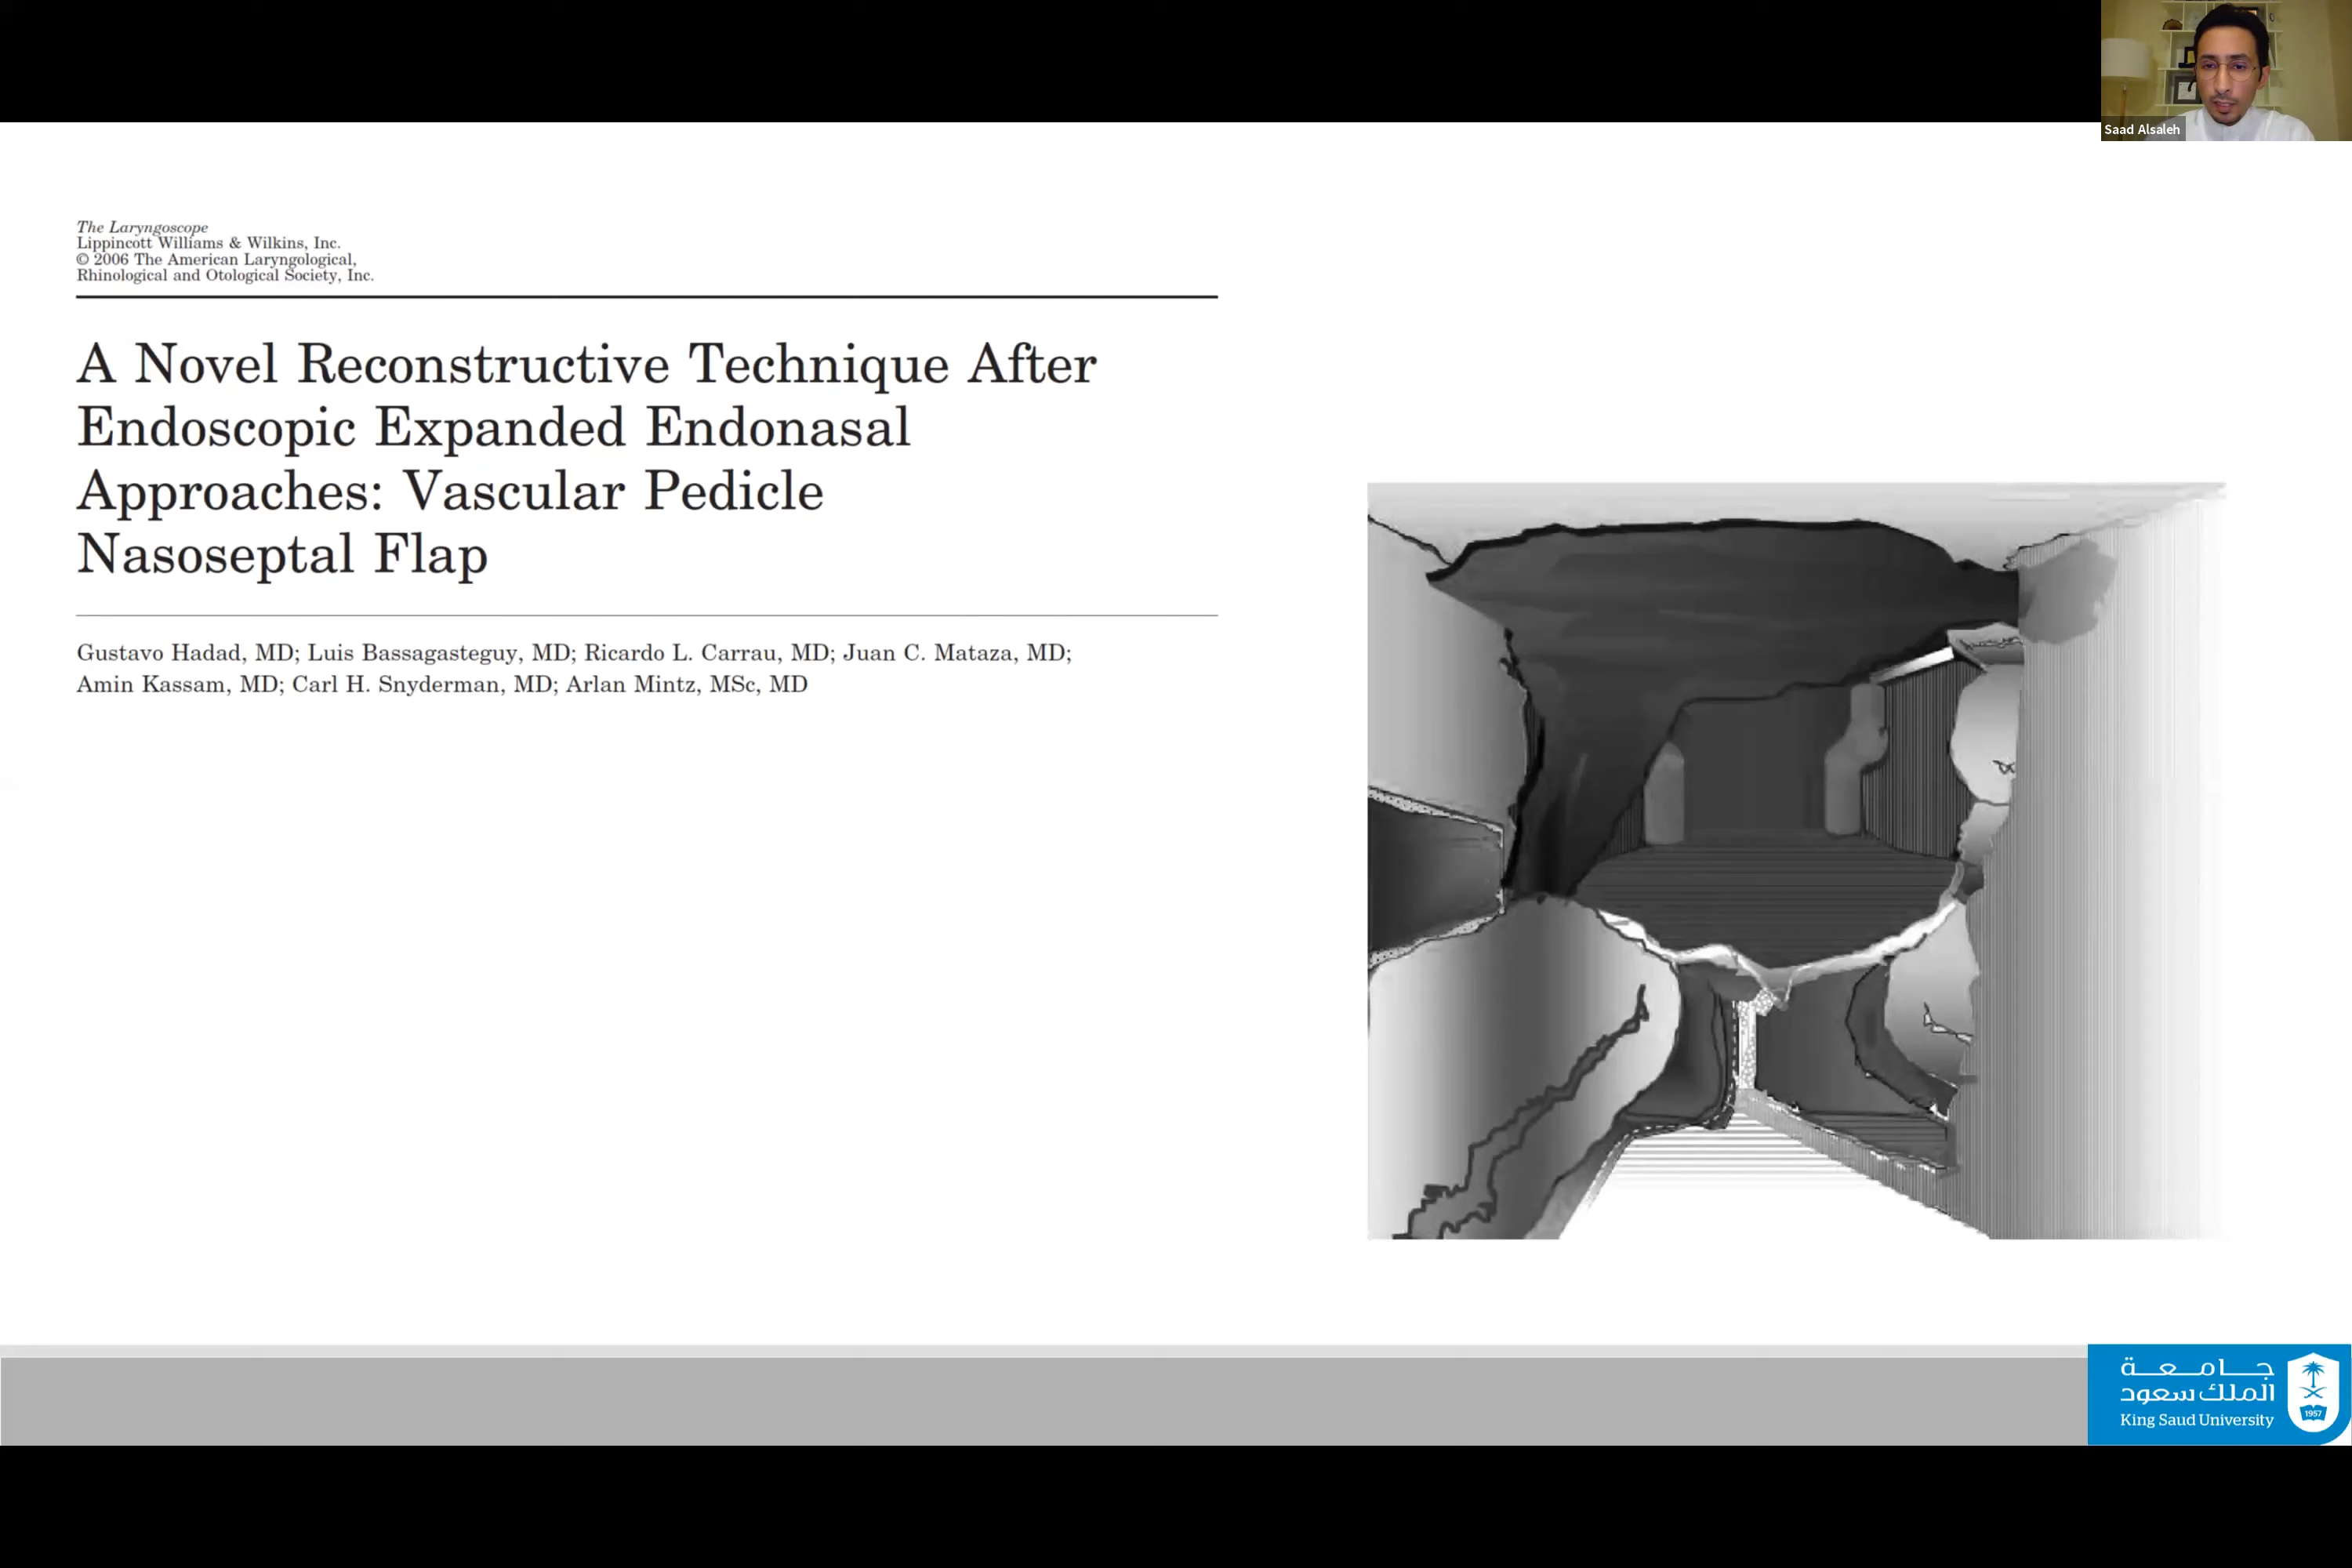 Saad Alsaleh
The Laryngoscope
Lippincott Williams & Wilkins, Inc.
© 2006 The American Laryngological,
Rhinological and Otological Society, Inc.
A Novel Reconstructive Technique After
Endoscopic Expanded Endonasal
Approaches: Vascular Pedicle
Nasoseptal Flap
Gustavo Hadad, MD; Luis Bassagasteguy, MD; Ricardo L. Carrau, MD; Juan C. Mataza, MD;
Amin Kassam, MD; Carl H. Snyderman, MD; Arlan Mintz, MSc, MD
جامعة
الملك سعود
King Saud University
1957